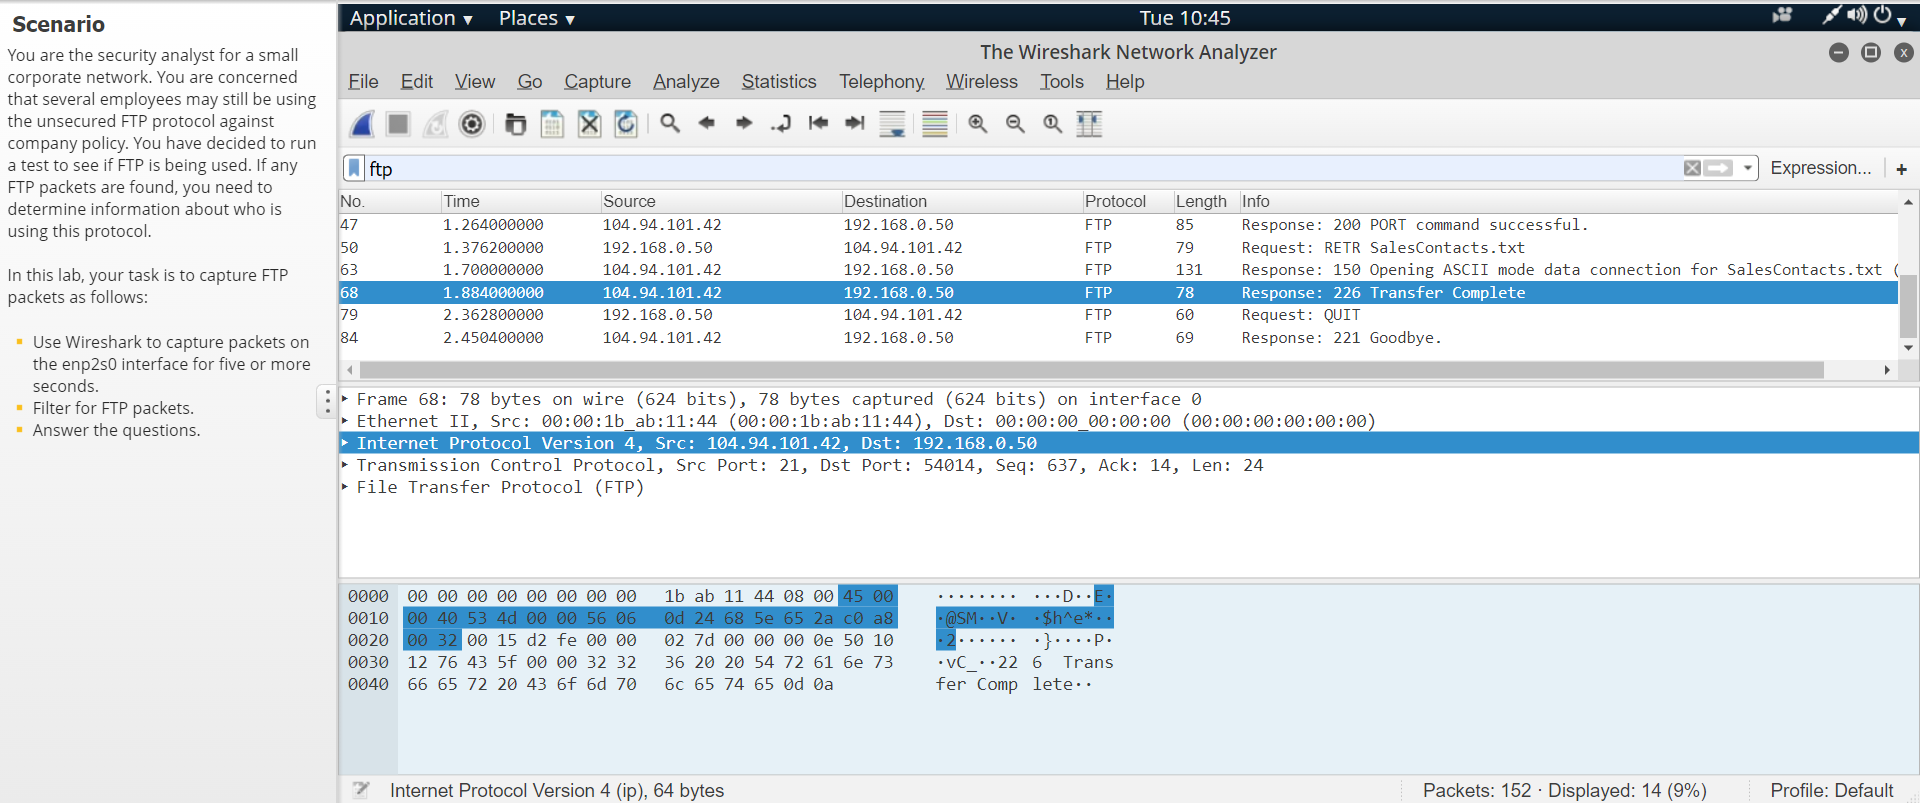 Scenario
You are the security analyst for a small
corporate network. You are concerned
that several employees may still be using
the unsecured FTP protocol against
company policy. You have decided to run
a test to see if FTP is being used. If any
FTP packets are found, you need to
determine information about who is
using this protocol.
In this lab, your task is to capture FTP
packets as follows:
Use Wireshark to capture packets on
the enp2s0 interface for five or more
seconds.
Filter for FTP packets.
Answer the questions.
Application ▾ Places ▾ Tue 10:45
The Wireshark Network Analyzer
File Edit View Go Capture Analyze Statistics Telephony Wireless Tools Help
ftp Expression... +
No. Time Source Destination Protocol Length Info
47 1.264000000 104.94.101.42 192.168.0.50 FTP 85 Response: 200 PORT command successful.
50 1.376200000 192.168.0.50 104.94.101.42 FTP 79 Request: RETR SalesContacts.txt
63 1.700000000 104.94.101.42 192.168.0.50 FTP 131 Response: 150 Opening ASCII mode data connection for SalesContacts.txt (
68 1.884000000 104.94.101.42 192.168.0.50 FTP 78 Response: 226 Transfer Complete
79 2.362800000 192.168.0.50 104.94.101.42 FTP 60 Request: QUIT
84 2.450400000 104.94.101.42 192.168.0.50 FTP 69 Response: 221 Goodbye.
Frame 68: 78 bytes on wire (624 bits), 78 bytes captured (624 bits) on interface 0
Ethernet II, Src: 00:00:1b_ab:11:44 (00:00:1b:ab:11:44), Dst: 00:00:00_00:00:00 (00:00:00:00:00:00)
Internet Protocol Version 4, Src: 104.94.101.42, Dst: 192.168.0.50
Transmission Control Protocol, Src Port: 21, Dst Port: 54014, Seq: 637, Ack: 14, Len: 24
File Transfer Protocol (FTP)
0000 00 00 00 00 00 00 00 00 1b ab 11 44 08 00 45 00 ········ ···D··E·
0010 00 40 53 4d 00 00 56 06 0d 24 68 5e 65 2a c0 a8 ·@SM··V· ·$h^e*··
0020 00 32 00 15 d2 fe 00 00 02 7d 00 00 00 0e 50 10 ·2······ ·}····P·
0030 12 76 43 5f 00 00 32 32 36 20 20 54 72 61 6e 73 ·vC_··22 6  Trans
0040 66 65 72 20 43 6f 6d 70 6c 65 74 65 0d 0a fer Comp lete··
Internet Protocol Version 4 (ip), 64 bytes Packets: 152 · Displayed: 14 (9%) Profile: Default